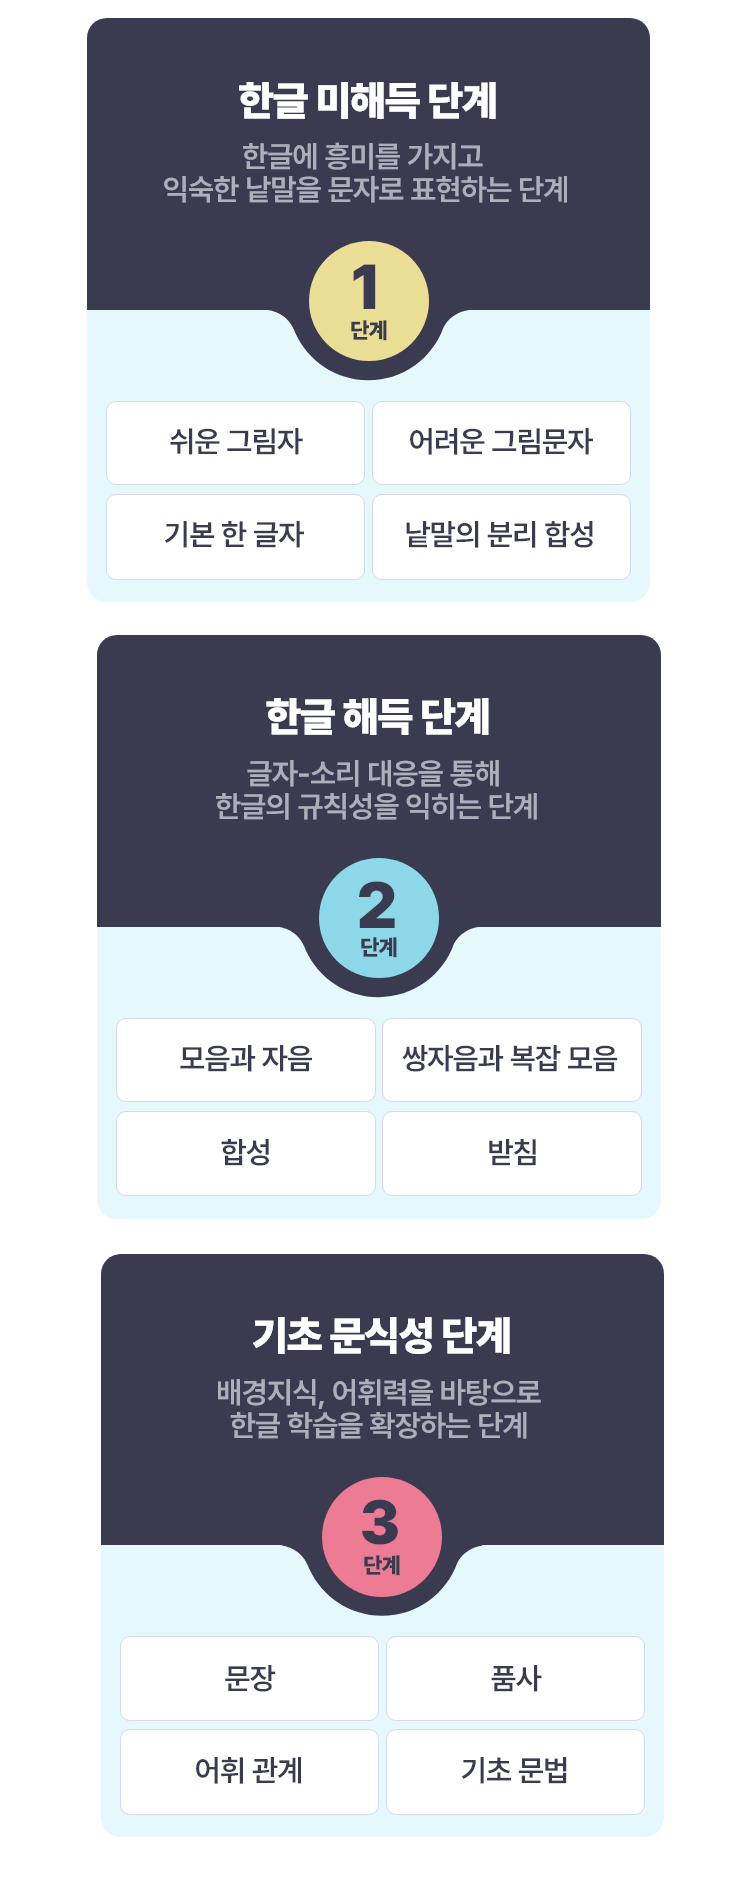 한글 미해득 단계
한글에 흥미를 가지고
익숙한 낱말을 문자로 표현하는 단계
1
단계
쉬운 그림자
어려운 그림문자
기본 한 글자
낱말의 분리 합성
한글 해득 단계
글자-소리 대응을 통해
한글의 규칙성을 익히는 단계
2
단계
모음과 자음
쌍자음과 복잡 모음
합성
받침
기초 문식성 단계
배경지식, 어휘력을 바탕으로
한글 학습을 확장하는 단계
3
단계
문장
품사
어휘 관계
기초 문법